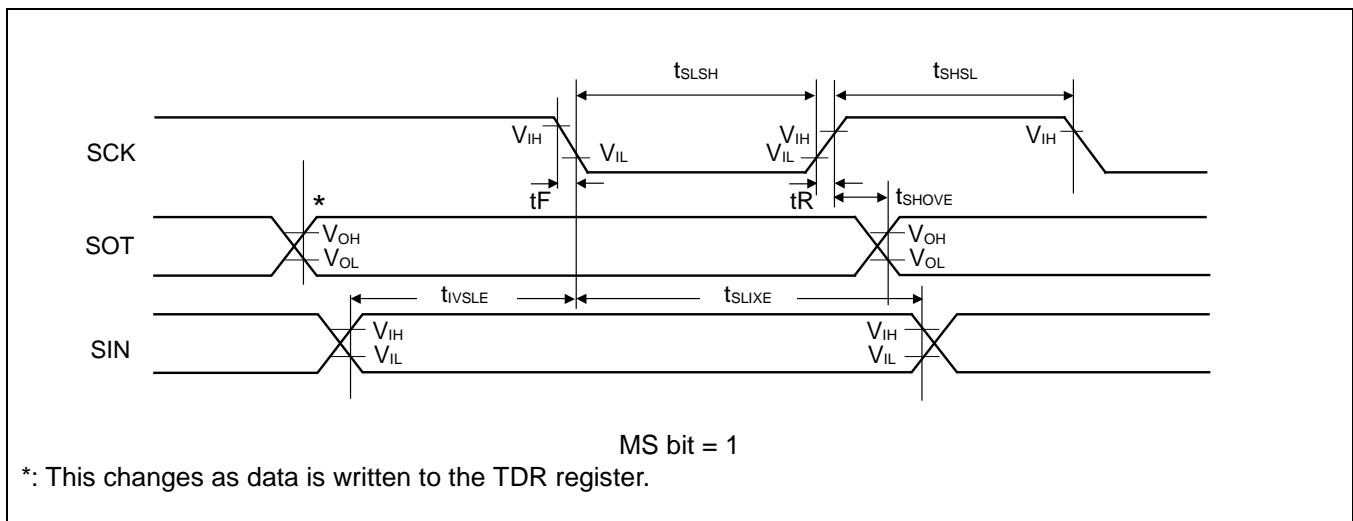 tSLSH tSHSL
SCK VIH VIL VIH VIL VIH
tF tR tSHOVE
*
SOT VOH VOL VOH VOL
tIVSLE tSLIXE
SIN VIH VIL VIH VIL
MS bit = 1
*: This changes as data is written to the TDR register.